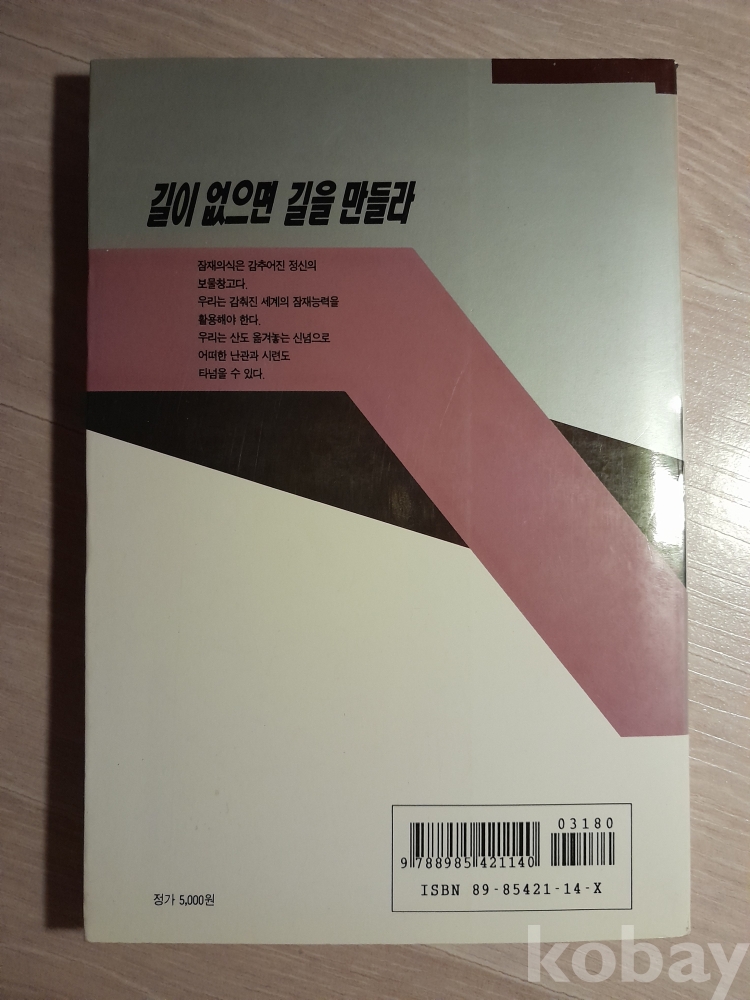 길이 없으면 길을 만들라
잠재의식은 감추어진 정신의
보물창고다.
우리는 감춰진 세계의 잠재능력을
활용해야 한다.
우리는 산도 옮겨놓는 신념으로
어떠한 난관과 시련도
타넘을 수 있다.
03180
9 788985 421140
ISBN 89-85421-14-X
정가 5,000원
kobay